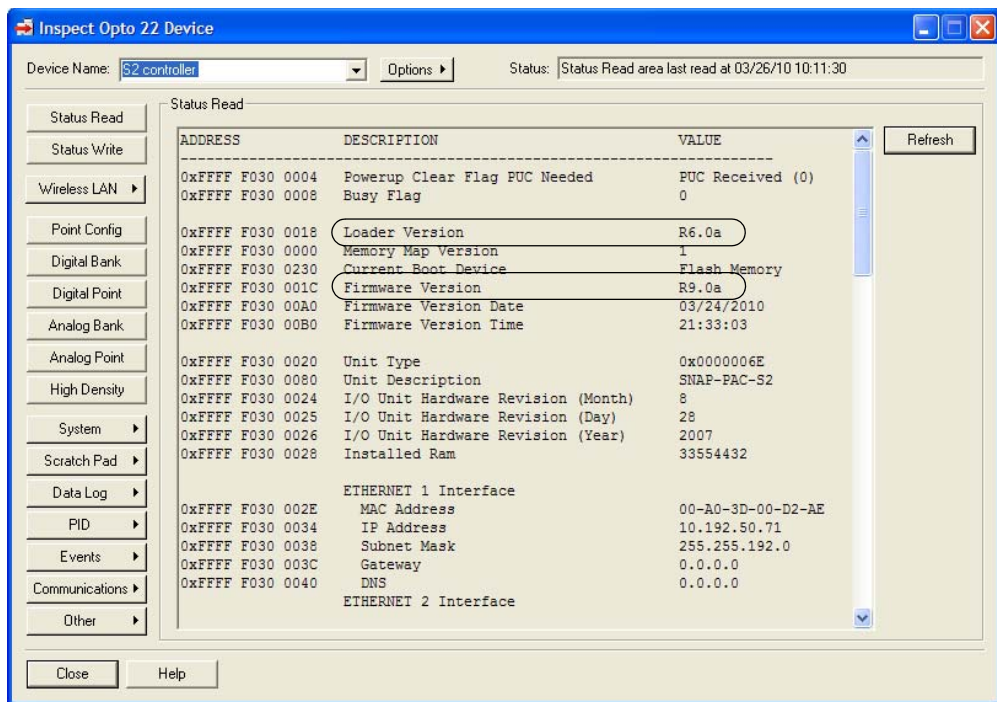 Inspect Opto 22 Device
Device Name: S2 controller Options Status: Status Read area last read at 03/26/10 10:11:30
Status Read
Status Write
Wireless LAN
Point Config
Digital Bank
Digital Point
Analog Bank
Analog Point
High Density
System
Scratch Pad
Data Log
PID
Events
Communications
Other
Status Read
ADDRESS DESCRIPTION VALUE
--------------------------------------------------------------------------
0xFFFF F030 0004 Powerup Clear Flag PUC Needed PUC Received (0)
0xFFFF F030 0008 Busy Flag 0
0xFFFF F030 0018 Loader Version R6.0a
0xFFFF F030 0000 Memory Map Version 1
0xFFFF F030 0230 Current Boot Device Flash Memory
0xFFFF F030 001C Firmware Version R9.0a
0xFFFF F030 00A0 Firmware Version Date 03/24/2010
0xFFFF F030 00B0 Firmware Version Time 21:33:03
0xFFFF F030 0020 Unit Type 0x0000006E
0xFFFF F030 0080 Unit Description SNAP-PAC-S2
0xFFFF F030 0024 I/O Unit Hardware Revision (Month) 8
0xFFFF F030 0025 I/O Unit Hardware Revision (Day) 28
0xFFFF F030 0026 I/O Unit Hardware Revision (Year) 2007
0xFFFF F030 0028 Installed Ram 33554432
ETHERNET 1 Interface
0xFFFF F030 002E MAC Address 00-A0-3D-00-D2-AE
0xFFFF F030 0034 IP Address 10.192.50.71
0xFFFF F030 0038 Subnet Mask 255.255.192.0
0xFFFF F030 003C Gateway 0.0.0.0
0xFFFF F030 0040 DNS 0.0.0.0
ETHERNET 2 Interface
Refresh
Close Help